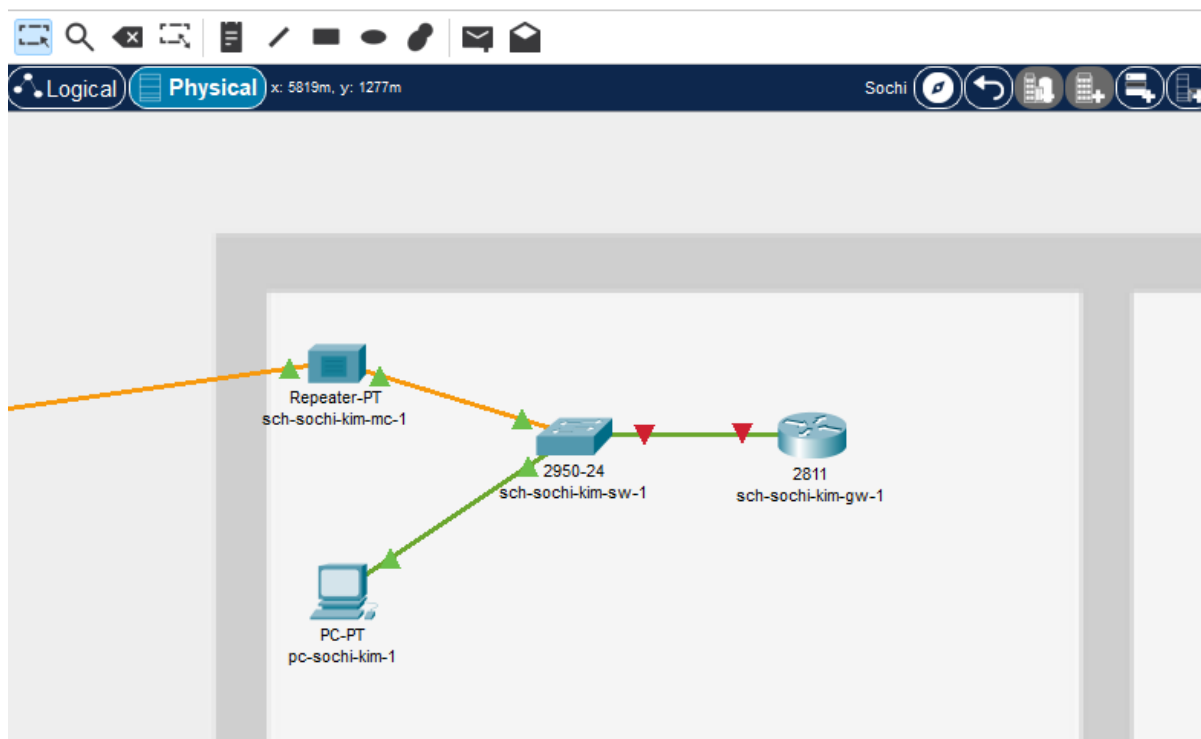 Logical Physical x: 5819m, y: 1277m Sochi
Repeater-PT
sch-sochi-kim-mc-1
2950-24
sch-sochi-kim-sw-1
2811
sch-sochi-kim-gw-1
PC-PT
pc-sochi-kim-1